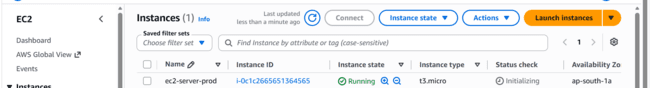 EC2
Dashboard
AWS Global View
Events
Instances
Instances (1) Info
Last updated
less than a minute ago
Connect
Instance state
Actions
Launch instances
Saved filter sets
Choose filter set
Find Instance by attribute or tag (case-sensitive)
1
Name Instance ID Instance state Instance type Status check Availability Zo
ec2-server-prod i-0c1c2665651364565 Running t3.micro Initializing ap-south-1a